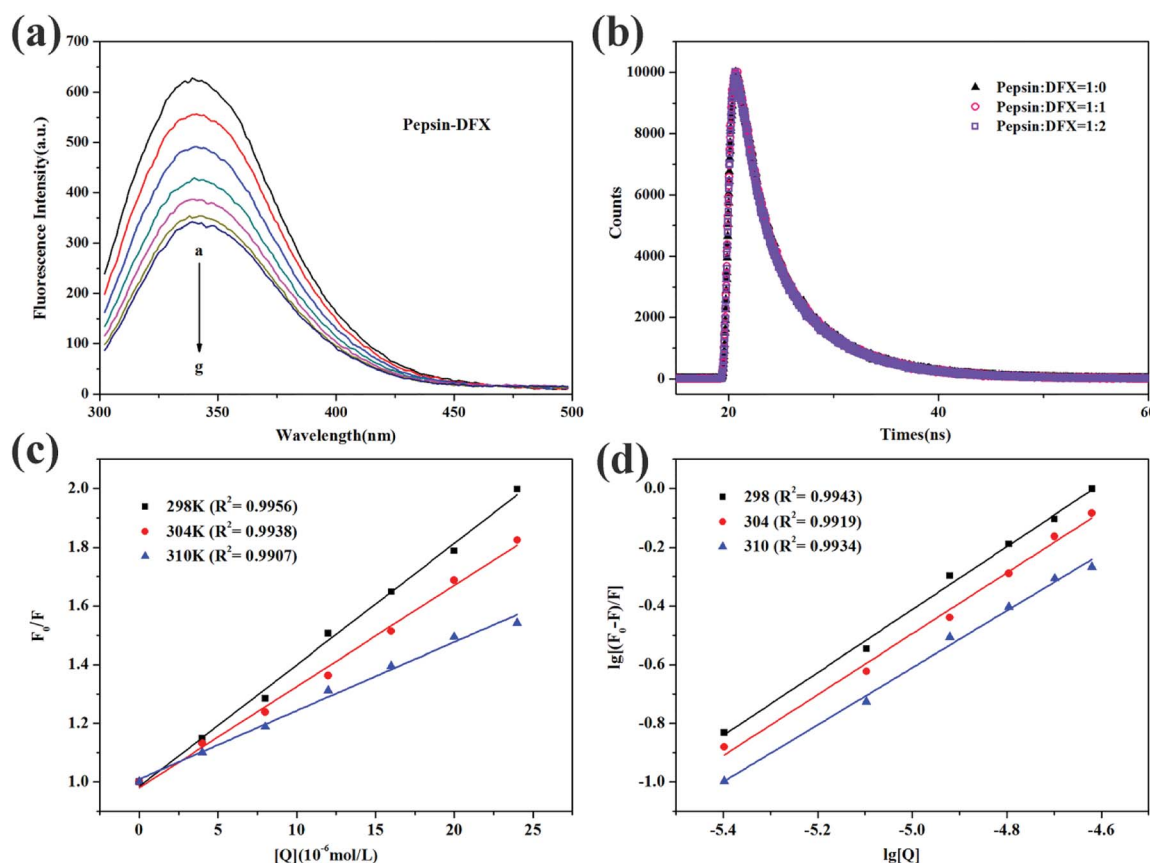 (a)
700
600
500
400
300
200
100
0
Fluorescence Intensity(a.u.)
Pepsin-DFX
a
g
300 350 400 450 500
Wavelength(nm)
(b)
10000
8000
6000
4000
2000
0
Counts
Pepsin:DFX=1:0
Pepsin:DFX=1:1
Pepsin:DFX=1:2
20 40 60
Times(ns)
(c)
2.0
1.8
1.6
1.4
1.2
1.0
F₀/F
298K (R²= 0.9956)
304K (R²= 0.9938)
310K (R²= 0.9907)
0 5 10 15 20 25
[Q](10⁻⁶mol/L)
(d)
0.0
-0.2
-0.4
-0.6
-0.8
-1.0
lg[(F₀-F)/F]
298 (R²= 0.9943)
304 (R²= 0.9919)
310 (R²= 0.9934)
-5.4 -5.2 -5.0 -4.8 -4.6
lg[Q]